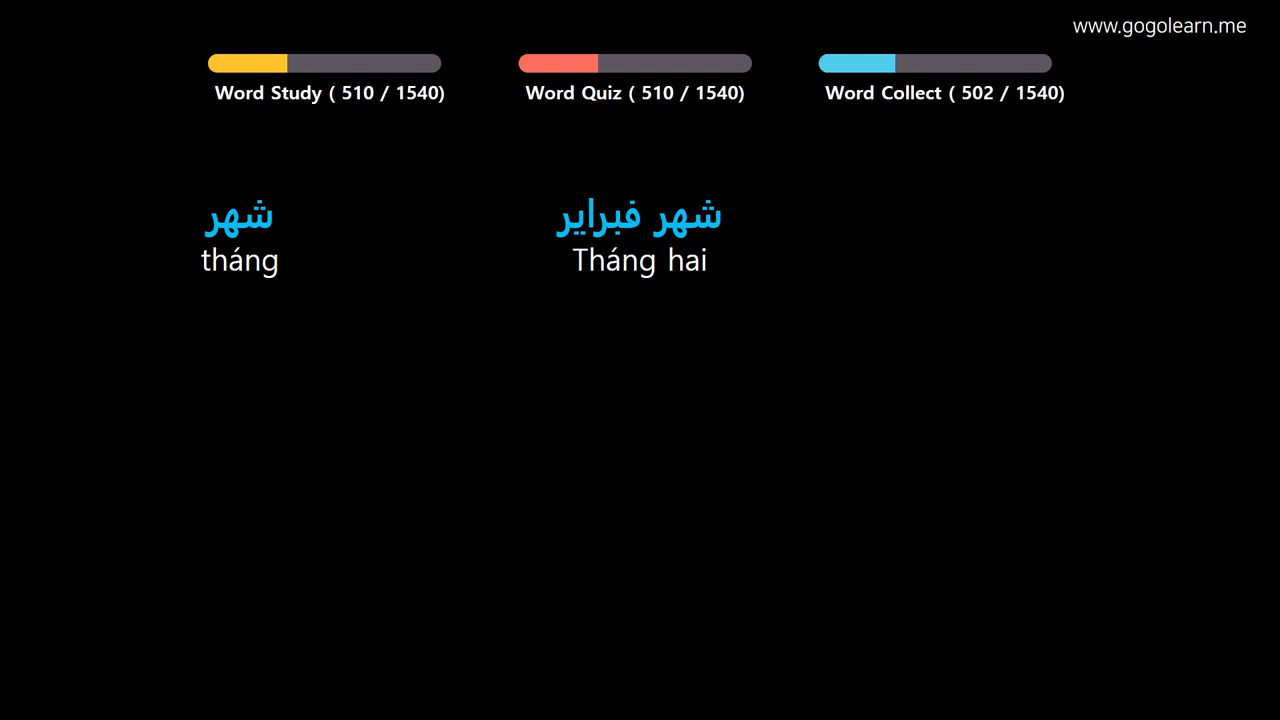 www.gogolearn.me
Word Study ( 510 / 1540)
Word Quiz ( 510 / 1540)
Word Collect ( 502 / 1540)
شهر
tháng
شهر فبراير
Tháng hai